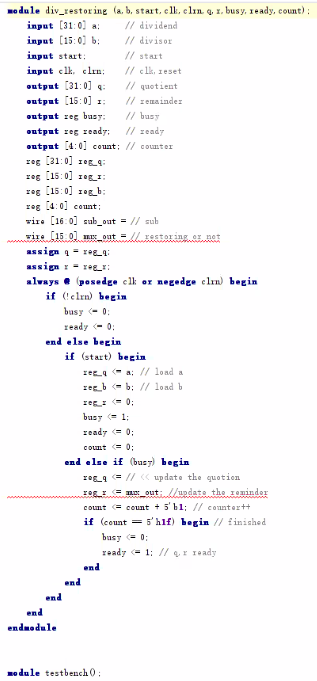 module div_restoring (a,b,start,clk,clrn,q,r,busy,ready,count);
input [31:0] a; // dividend
input [15:0] b; // divisor
input start; // start
input clk, clrn; // clk,reset
output [31:0] q; // quotient
output [15:0] r; // remainder
output reg busy; // busy
output reg ready; // ready
output [4:0] count; // counter
reg [31:0] reg_q;
reg [15:0] reg_r;
reg [15:0] reg_b;
reg [4:0] count;
wire [16:0] sub_out = // sub
wire [15:0] mux_out = // restoring or not
assign q = reg_q;
assign r = reg_r;
always @ (posedge clk or negedge clrn) begin
if (!clrn) begin
busy <= 0;
ready <= 0;
end else begin
if (start) begin
reg_q <= a; // load a
reg_b <= b; // load b
reg_r <= 0;
busy <= 1;
ready <= 0;
count <= 0;
end else if (busy) begin
reg_q <= // << update the quotion
reg_r <= mux_out; //update the reminder
count <= count + 5'b1; // counter++
if (count == 5'h1f) begin // finished
busy <= 0;
ready <= 1; // q,r ready
end
end
end
end
endmodule
module testbench();